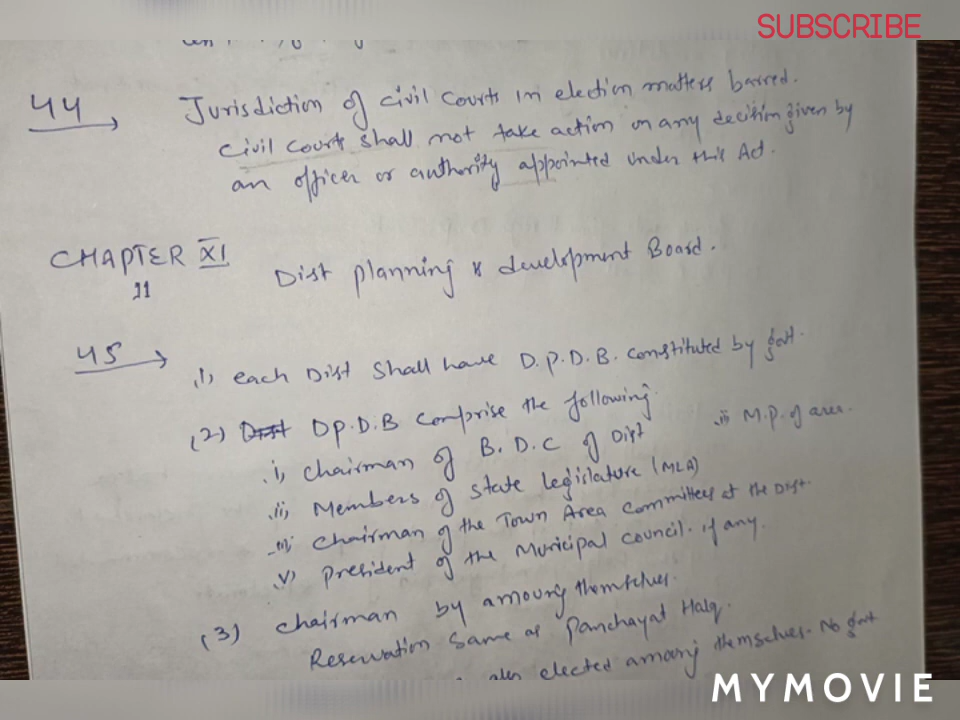 SUBSCRIBE
44 → Jurisdiction of civil courts in election matters barred.
civil courts shall not take action on any decision given by
an officer or authority appointed under this Act.
CHAPTER XI
11
Dist planning & development Board.
45 → (1) each Dist Shall have D.P.D.B. constituted by govt.
(2) Dist DP.D.B comprise the following
i) chairman of B.D.C of Dist
iii M.P. of area.
ii) Members of state legislature (MLA)
chairman of the Town Area committees at the Dist.
v) president of the Municipal council. if any.
(3) chairman by amoung themselves.
Reservation same as panchayat Halq.
also elected among themselves. No govt
MYMOVIE